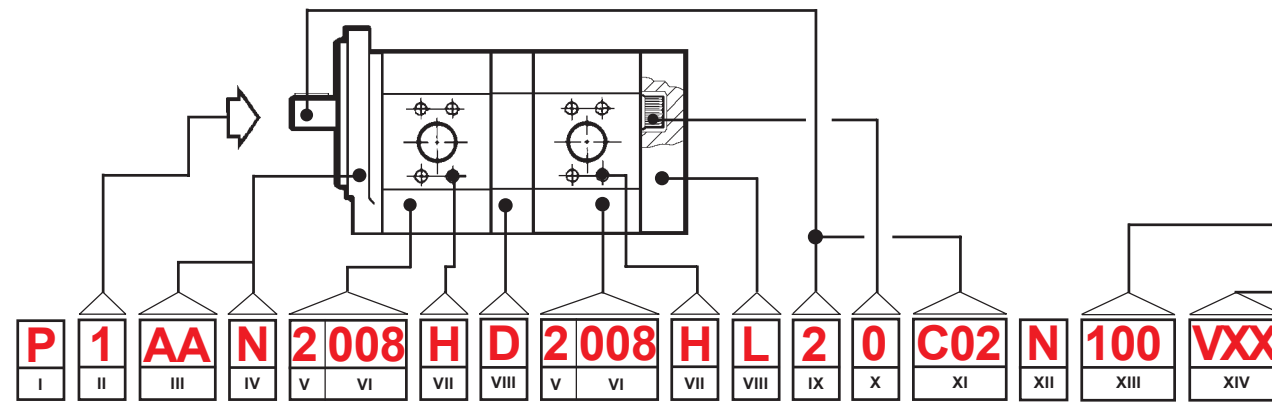 P 1 AA N 2 008 H D 2 008 H L 2 0 C02 N 100 VXX
I II III IV V VI VII VIII V VI VII VIII IX X XI XII XIII XIV